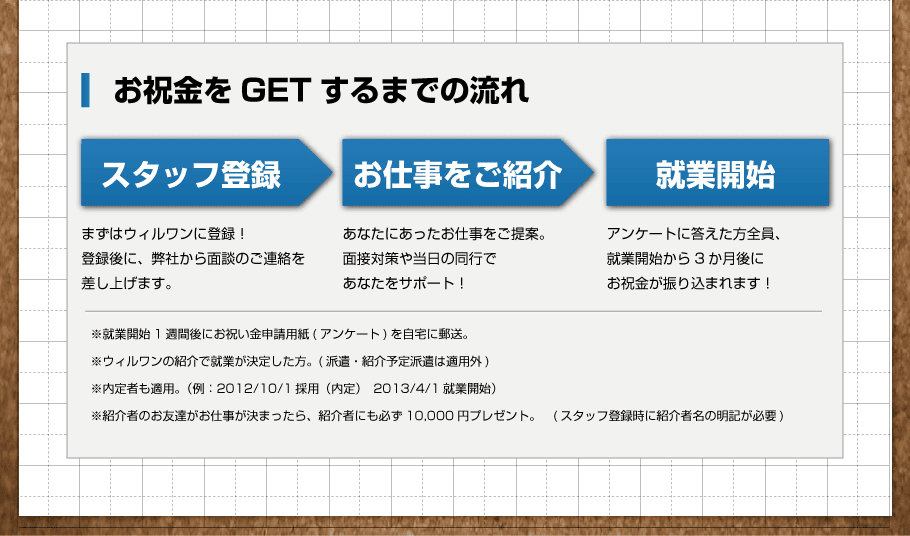 お祝金を GET するまでの流れ
スタッフ登録
まずはウィルワンに登録！
登録後に、弊社から面談のご連絡を
差し上げます。
お仕事をご紹介
あなたにあったお仕事をご提案。
面接対策や当日の同行で
あなたをサポート！
就業開始
アンケートに答えた方全員、
就業開始から 3 か月後に
お祝金が振り込まれます！
※就業開始 1 週間後にお祝い金申請用紙 ( アンケート ) を自宅に郵送。
※ウィルワンの紹介で就業が決定した方。( 派遣・紹介予定派遣は適用外 )
※内定者も適用。（例：2012/10/1 採用（内定） 2013/4/1 就業開始）
※紹介者のお友達がお仕事が決まったら、紹介者にも必ず 10,000 円プレゼント。 ( スタッフ登録時に紹介者名の明記が必要 )